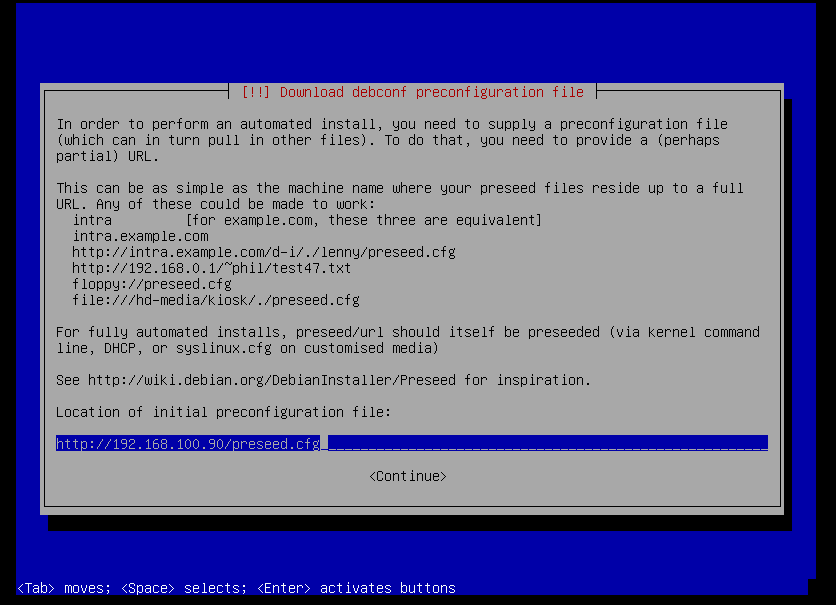 [!!] Download debconf preconfiguration file
In order to perform an automated install, you need to supply a preconfiguration file
(which can in turn pull in other files). To do that, you need to provide a (perhaps
partial) URL.
This can be as simple as the machine name where your preseed files reside up to a full
URL. Any of these could be made to work:
intra [for example.com, these three are equivalent]
intra.example.com
http://intra.example.com/d-i/./lenny/preseed.cfg
http://192.168.0.1/~phil/test47.txt
floppy://preseed.cfg
file:///hd-media/kiosk/./preseed.cfg
For fully automated installs, preseed/url should itself be preseeded (via kernel command
line, DHCP, or syslinux.cfg on customised media)
See http://wiki.debian.org/DebianInstaller/Preseed for inspiration.
Location of initial preconfiguration file:
http://192.168.100.90/preseed.cfg
<Continue>
<Tab> moves; <Space> selects; <Enter> activates buttons